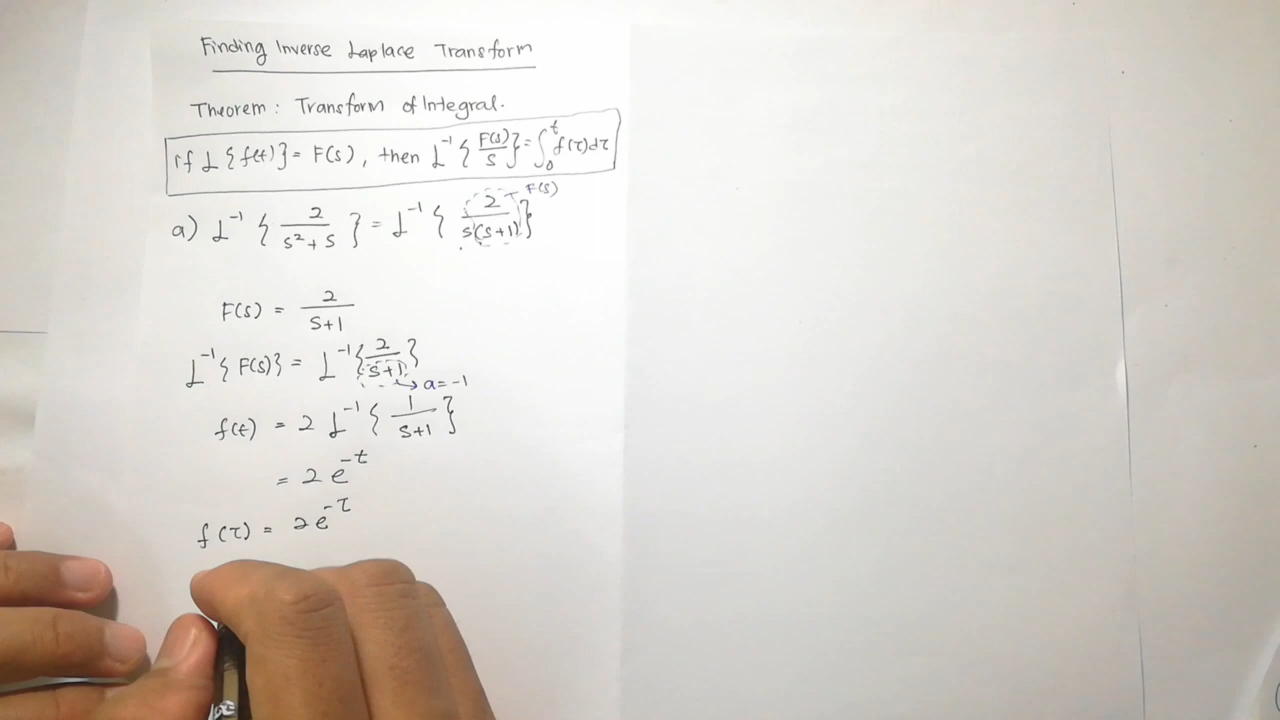 Finding Inverse Laplace Transform
Theorem: Transform of Integral.
If L{f(t)} = F(s), then L⁻¹{F(s)/s} = ∫₀ᵗ f(τ)dτ
a) L⁻¹{2/(s²+s)} = L⁻¹{2/(s(s+1))} F(s)
F(s) = 2/(s+1)
L⁻¹{F(s)} = L⁻¹{2/(s+1)}
→ a = -1
f(t) = 2 L⁻¹{1/(s+1)}
= 2e^(-t)
f(τ) = 2e^(-τ)